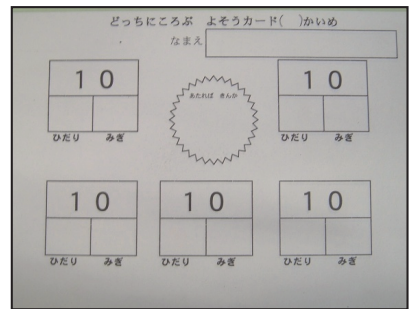 どっちにころぶ よそうカード( )かいめ
なまえ
10 10
あたれば きんか
ひだり みぎ ひだり みぎ
10 10 10
ひだり みぎ ひだり みぎ ひだり みぎ